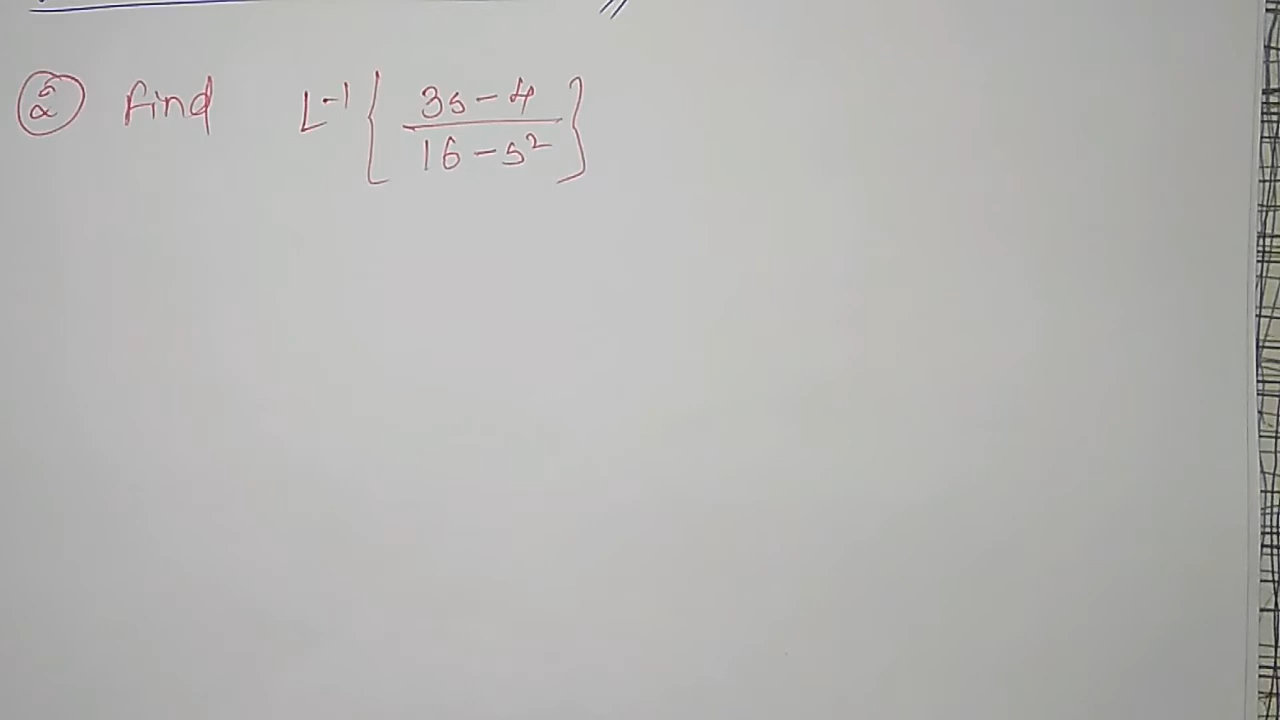 ② Find L⁻¹ { (3s - 4) / (16 - s²) }